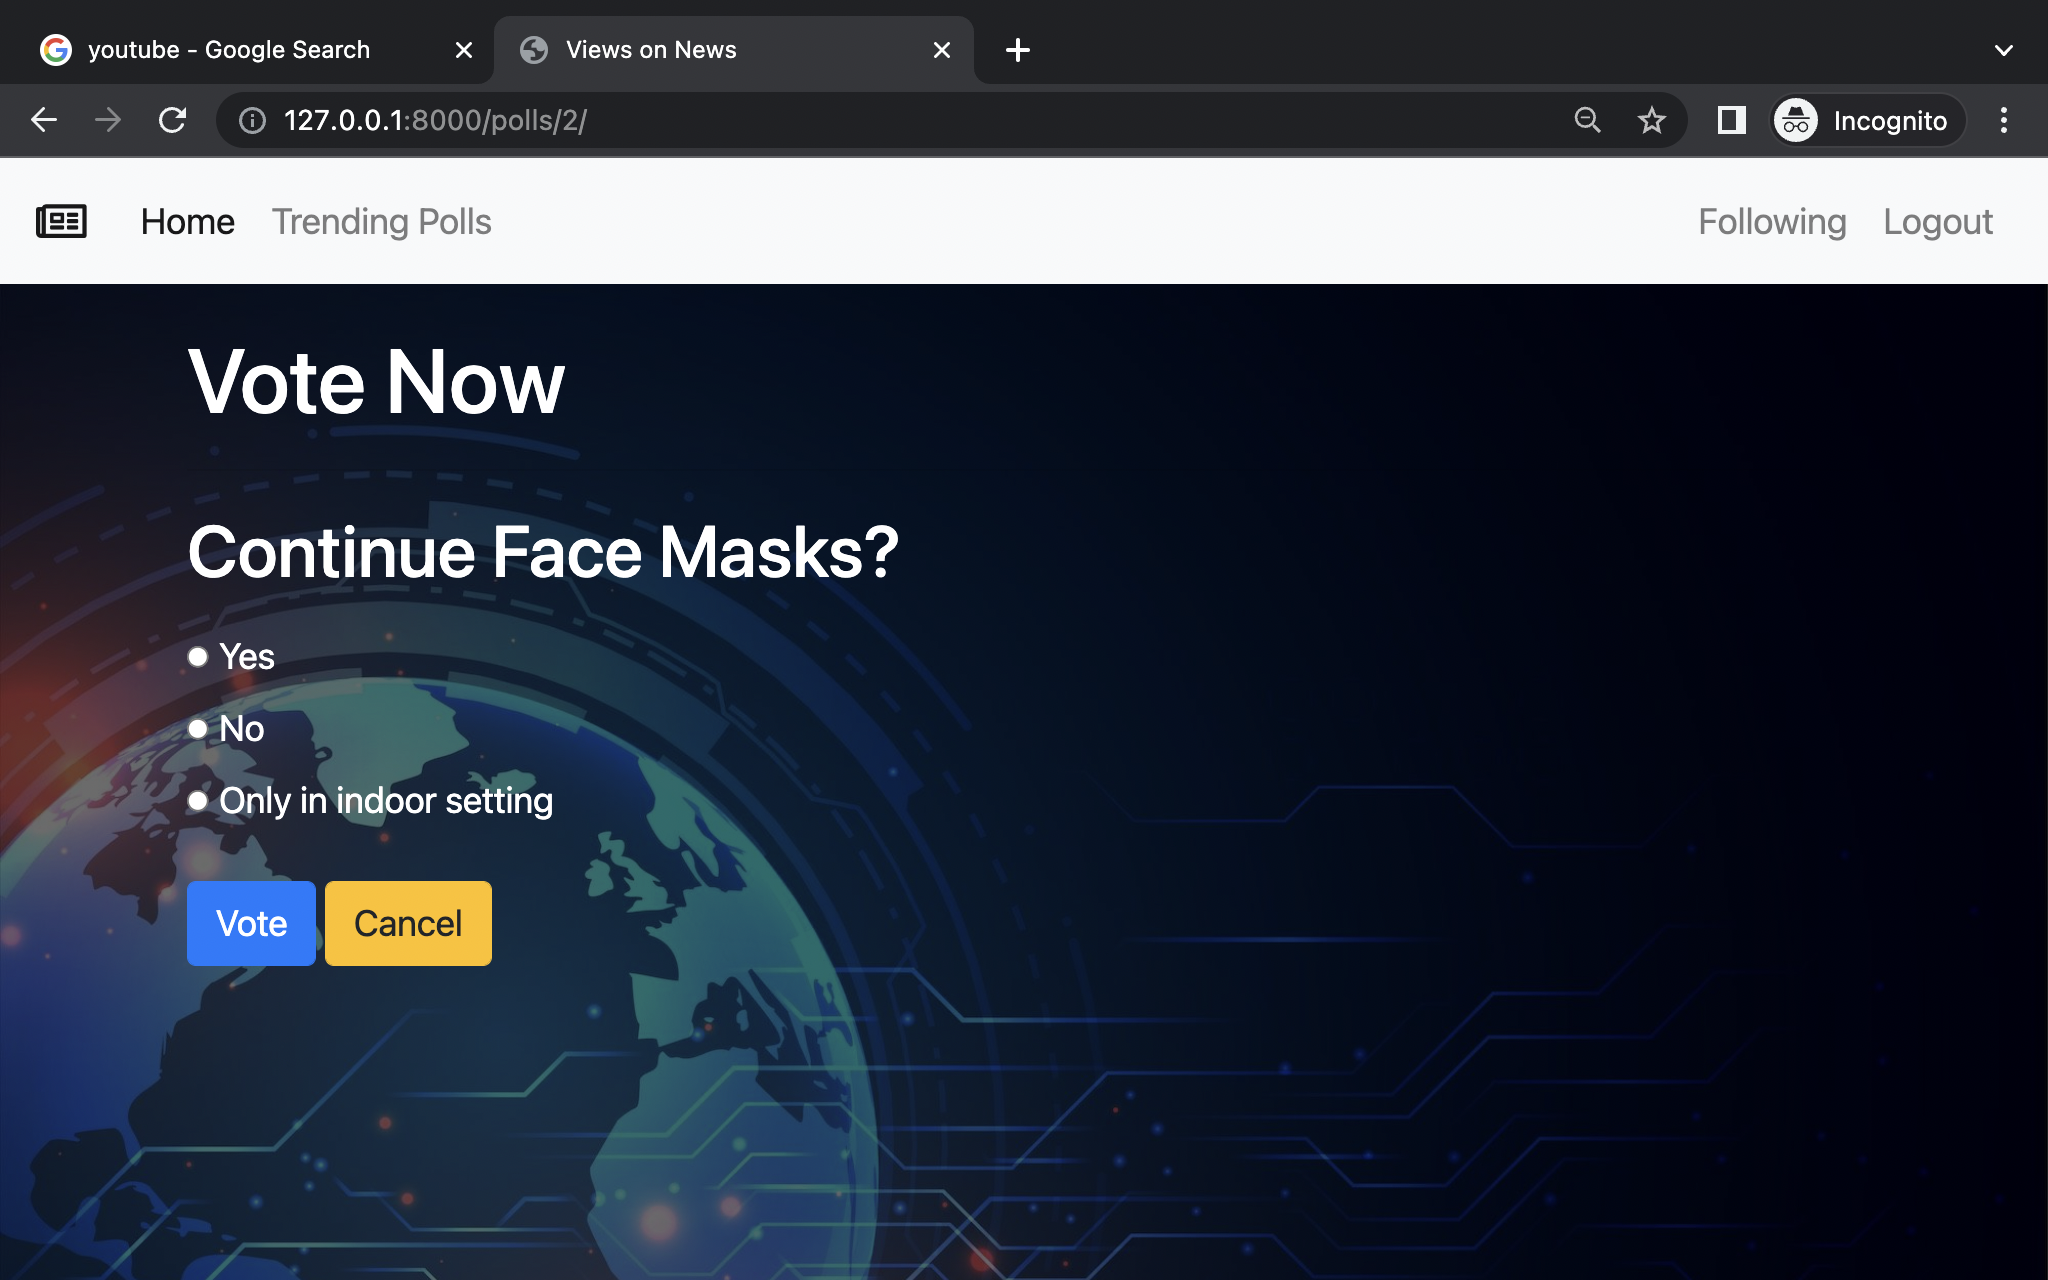 youtube - Google Search
Views on News
127.0.0.1:8000/polls/2/
Incognito
Home
Trending Polls
Following
Logout
Vote Now
Continue Face Masks?
Yes
No
Only in indoor setting
Vote
Cancel